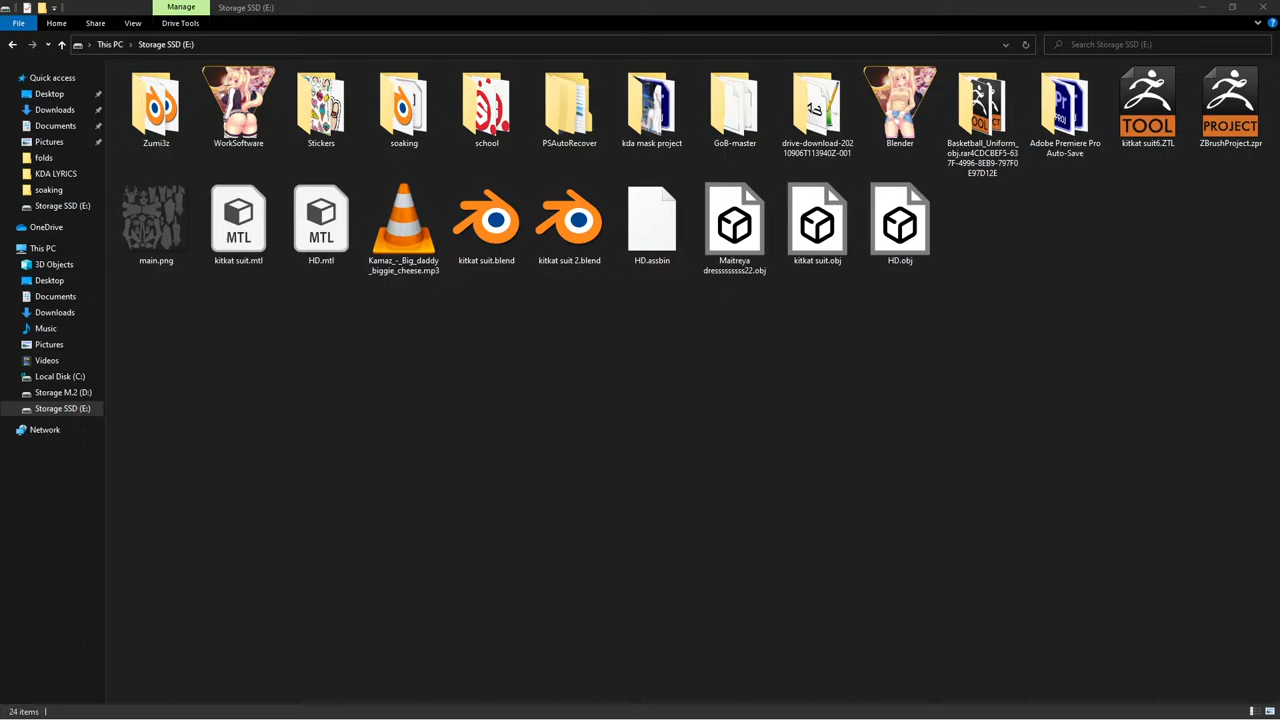 Manage
Storage SSD (E:)
File
Home
Share
View
Drive Tools
This PC
Storage SSD (E:)
Search Storage SSD (E:)
Quick access
Desktop
Downloads
Documents
Pictures
folds
KDA LYRICS
soaking
Storage SSD (E:)
OneDrive
This PC
3D Objects
Desktop
Documents
Downloads
Music
Pictures
Videos
Local Disk (C:)
Storage M.2 (D:)
Storage SSD (E:)
Network
Zumi3z
WorkSoftware
Stickers
soaking
school
PSAutoRecover
kda mask project
GoB-master
drive-download-202
10906T113940Z-001
Blender
TOOL
Basketball_Uniform_
obj.rar4CDCBEF5-63
7F-4996-8EB9-797F0
E97D12E
Pr
PROJ
Adobe Premiere Pro
Auto-Save
TOOL
kitkat suit6.ZTL
PROJECT
ZBrushProject.zpr
main.png
MTL
kitkat suit.mtl
MTL
HD.mtl
Kamaz_-_Big_daddy
_biggie_cheese.mp3
kitkat suit.blend
kitkat suit 2.blend
HD.assbin
Maitreya
dresssssssss22.obj
kitkat suit.obj
HD.obj
24 items